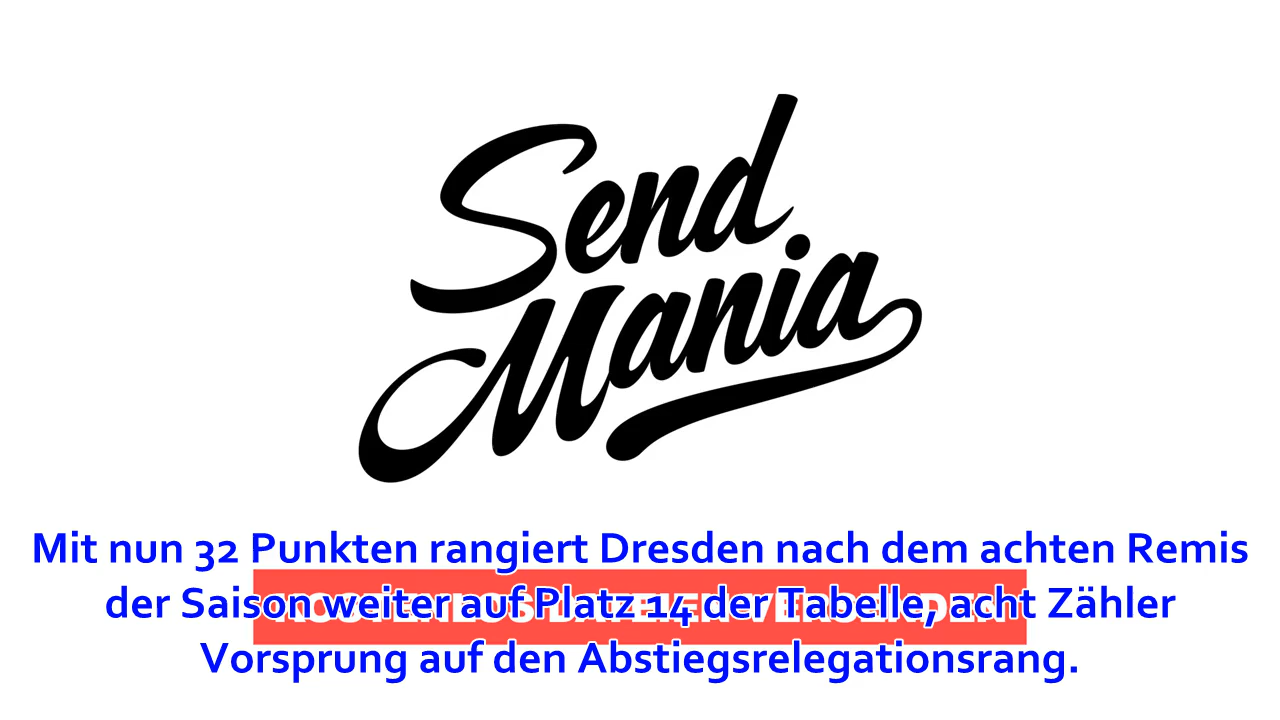 Send
Mania
Mit nun 32 Punkten rangiert Dresden nach dem achten Remis
der Saison weiter auf Platz 14 der Tabelle, acht Zähler
Vorsprung auf den Abstiegsrelegationsrang.